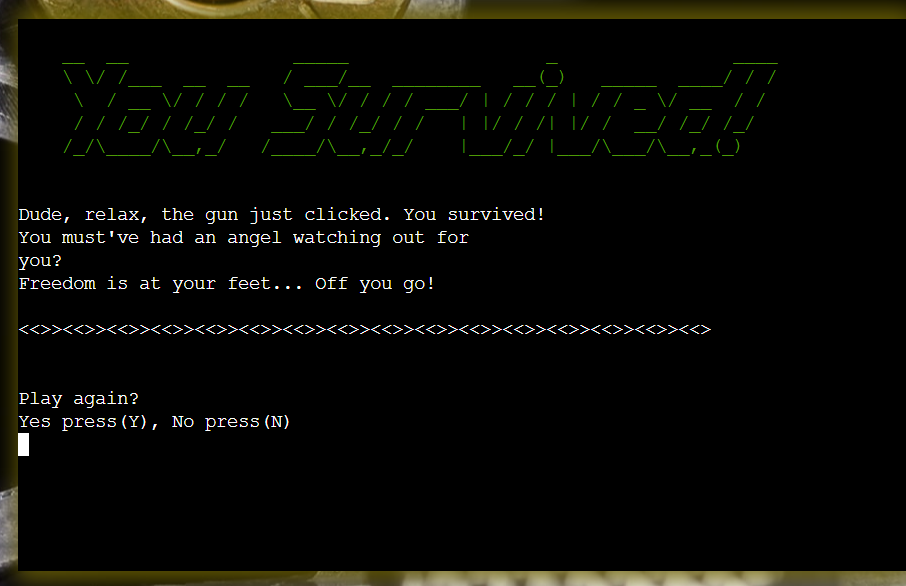 You Survived!
Dude, relax, the gun just clicked. You survived!
You must've had an angel watching out for
you?
Freedom is at your feet... Off you go!
<<>><<>><<>><<>><<>><<>><<>><<>><<>><<>><<>><<>><<>><<>><<>><<>
Play again?
Yes press(Y), No press(N)